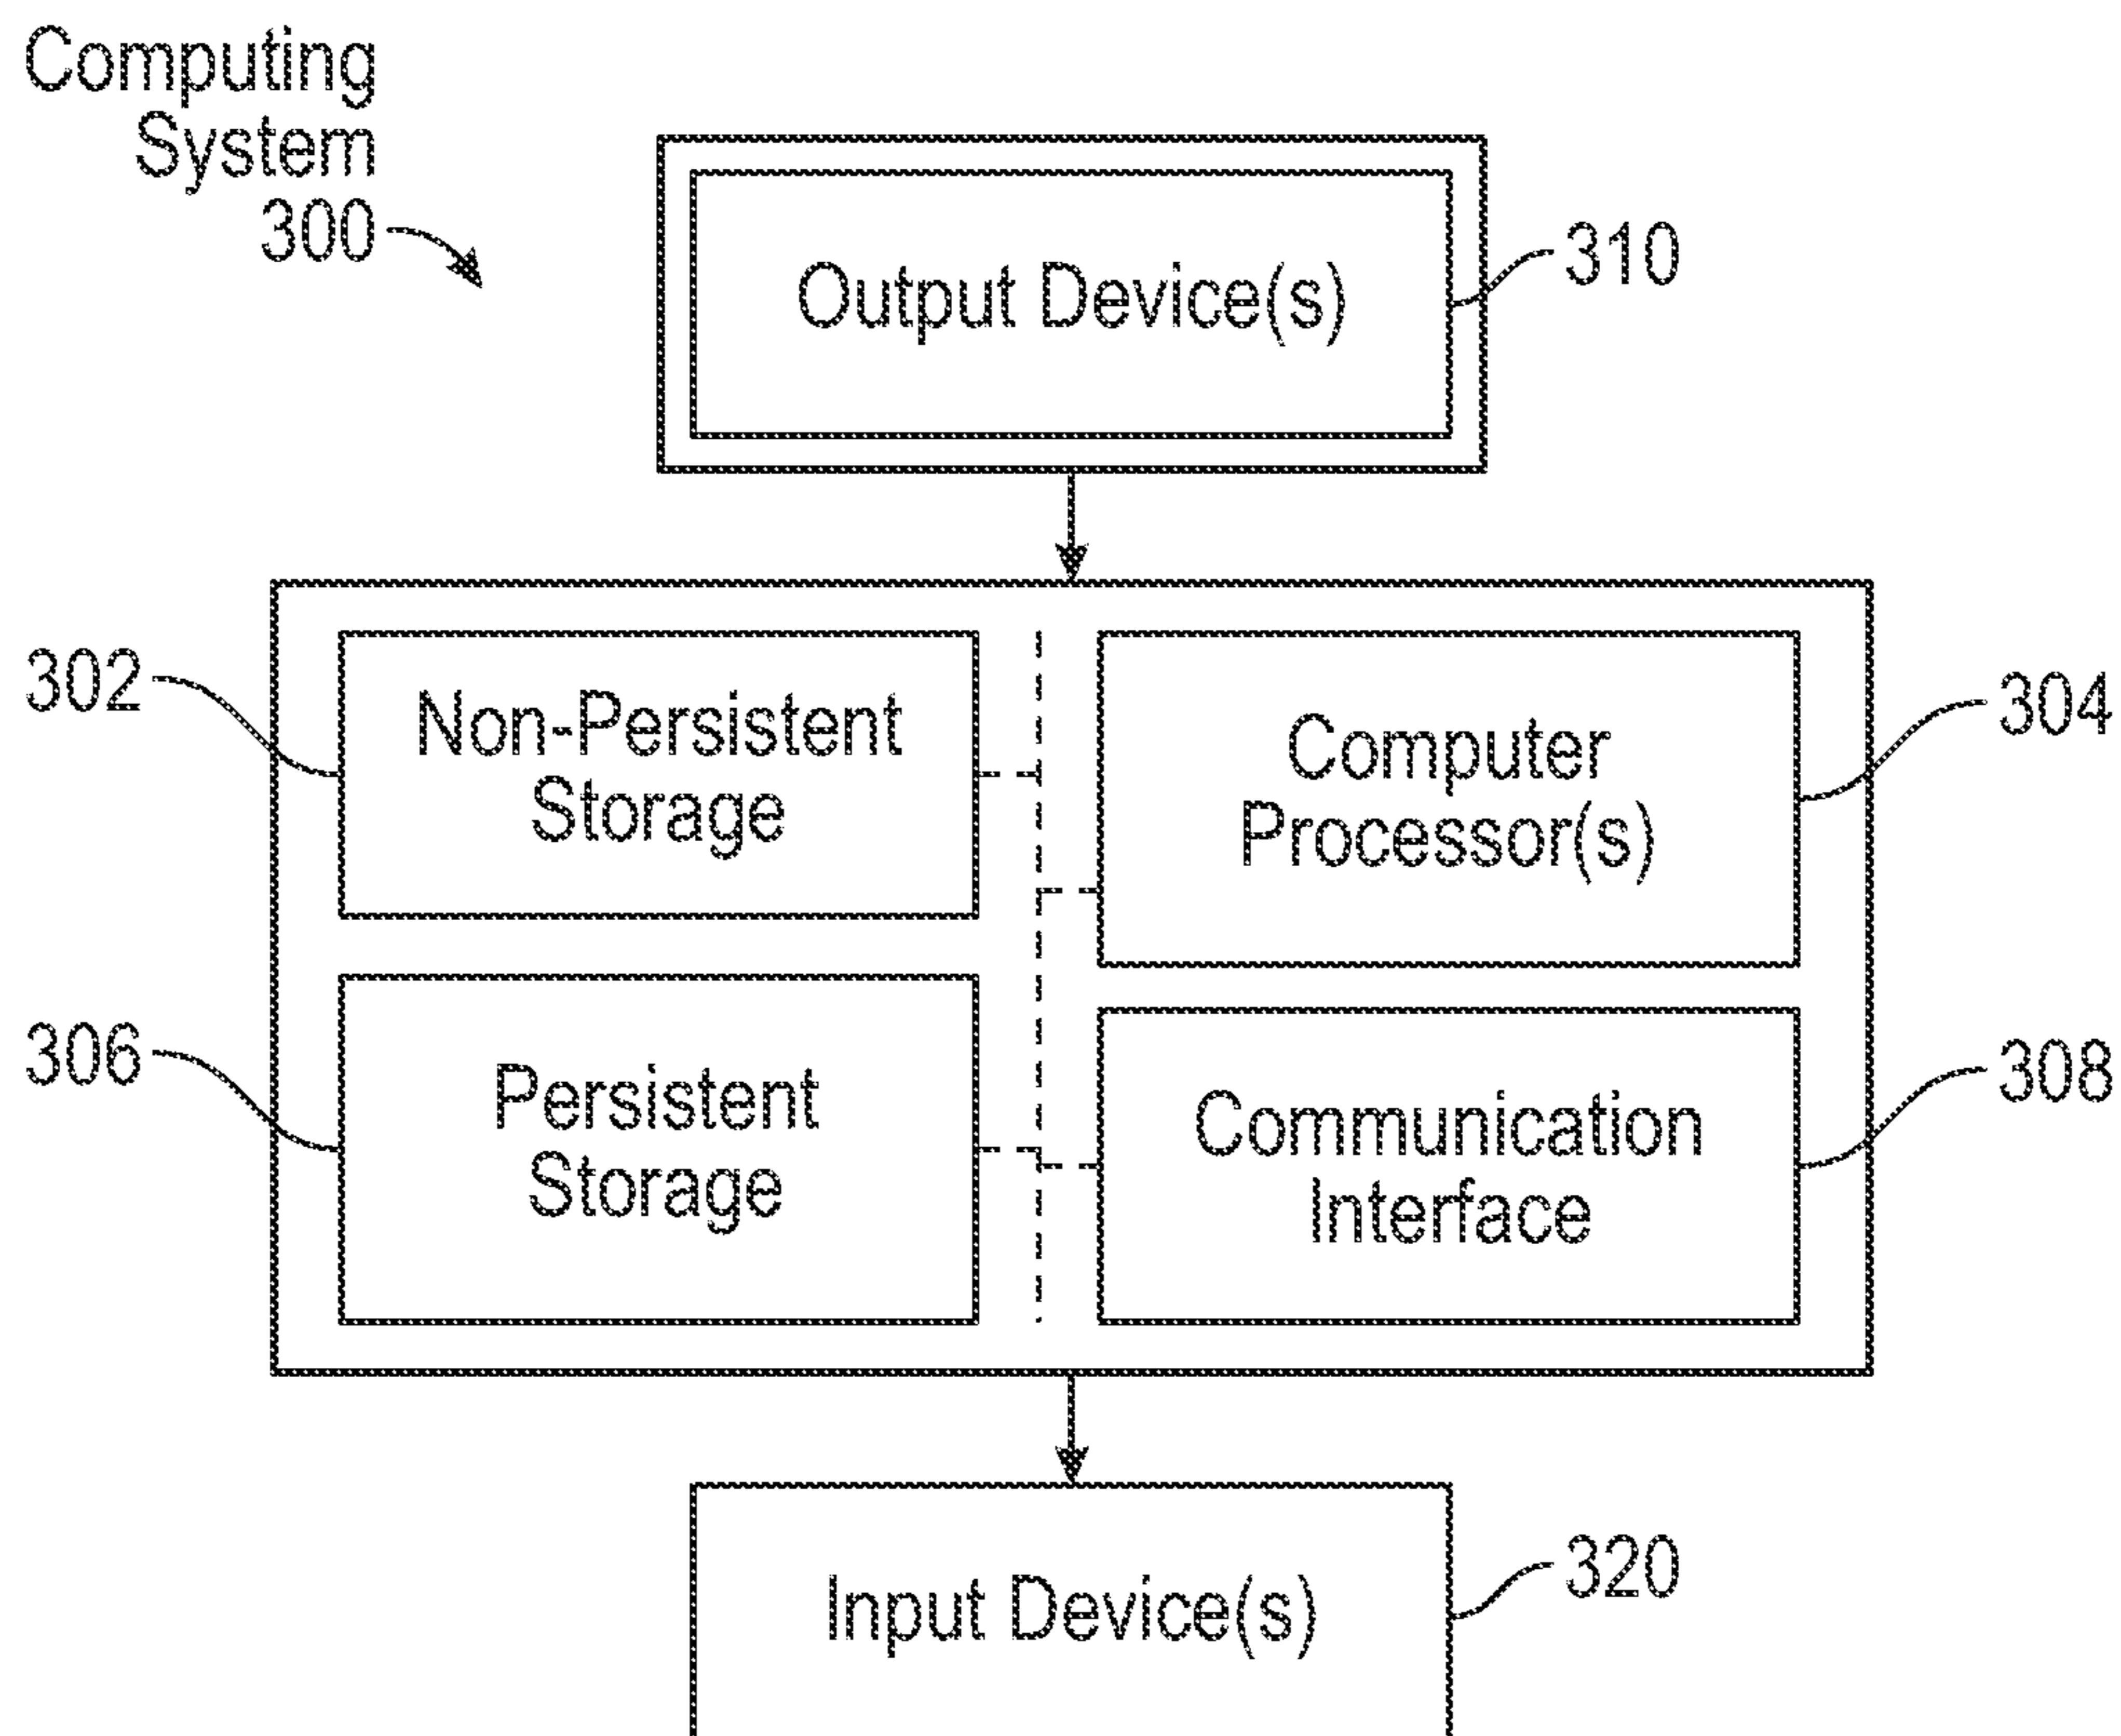 Computing
System
300
Output Device(s)
310
302
Non-Persistent
Storage
Computer
Processor(s)
304
306
Persistent
Storage
Communication
Interface
308
Input Device(s)
320